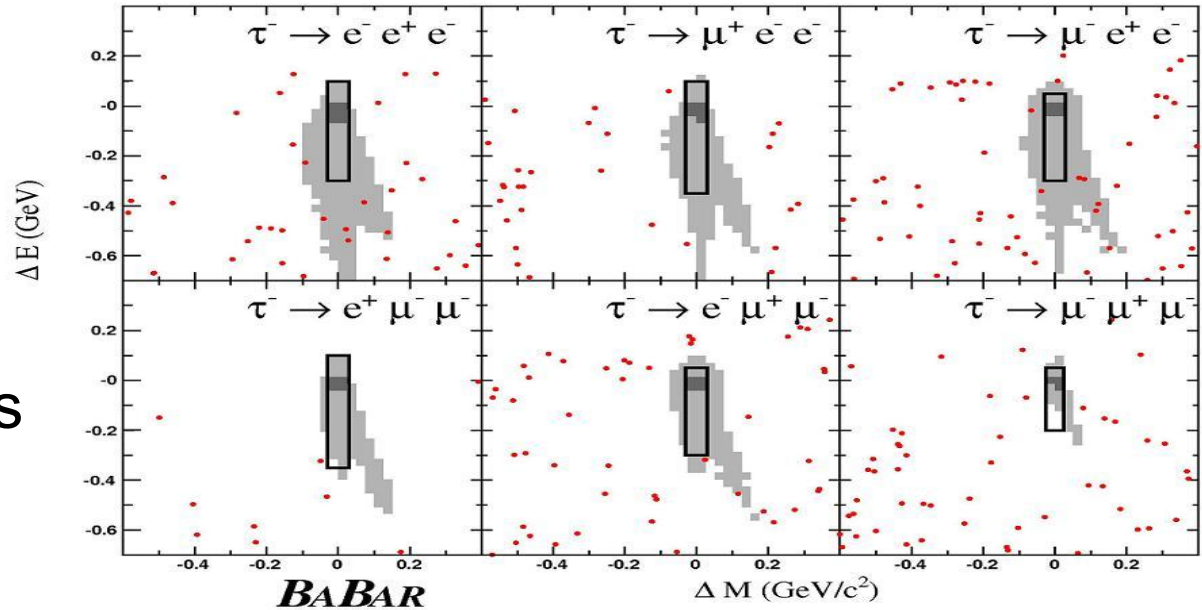 τ⁻ → e⁻ e⁺ e⁻
τ⁻ → μ⁺ e⁻ e⁻
τ⁻ → μ⁻ e⁺ e⁻
0.2
-0
-0.2
-0.4
-0.6
Δ E (GeV)
τ⁻ → e⁺ μ⁻ μ⁻
τ⁻ → e⁻ μ⁺ μ⁻
τ⁻ → μ⁻ μ⁺ μ⁻
0.2
-0
-0.2
-0.4
-0.6
s
-0.4 -0.2 0 0.2 -0.4 -0.2 0 0.2 -0.4 -0.2 0 0.2
BABAR
Δ M (GeV/c²)